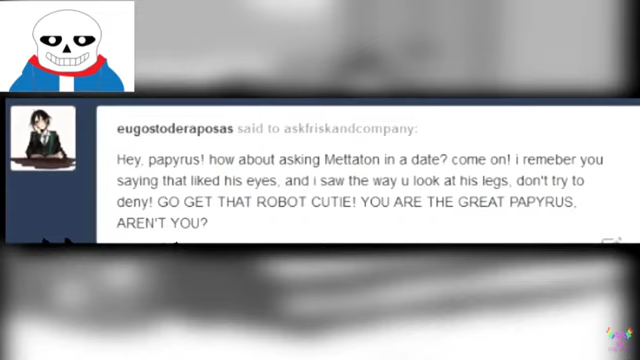 eugostoderaposas said to askfriskandcompany:
Hey, papyrus! how about asking Mettaton in a date? come on! i remeber you
saying that liked his eyes, and i saw the way u look at his legs, don't try to
deny! GO GET THAT ROBOT CUTIE! YOU ARE THE GREAT PAPYRUS,
AREN'T YOU?